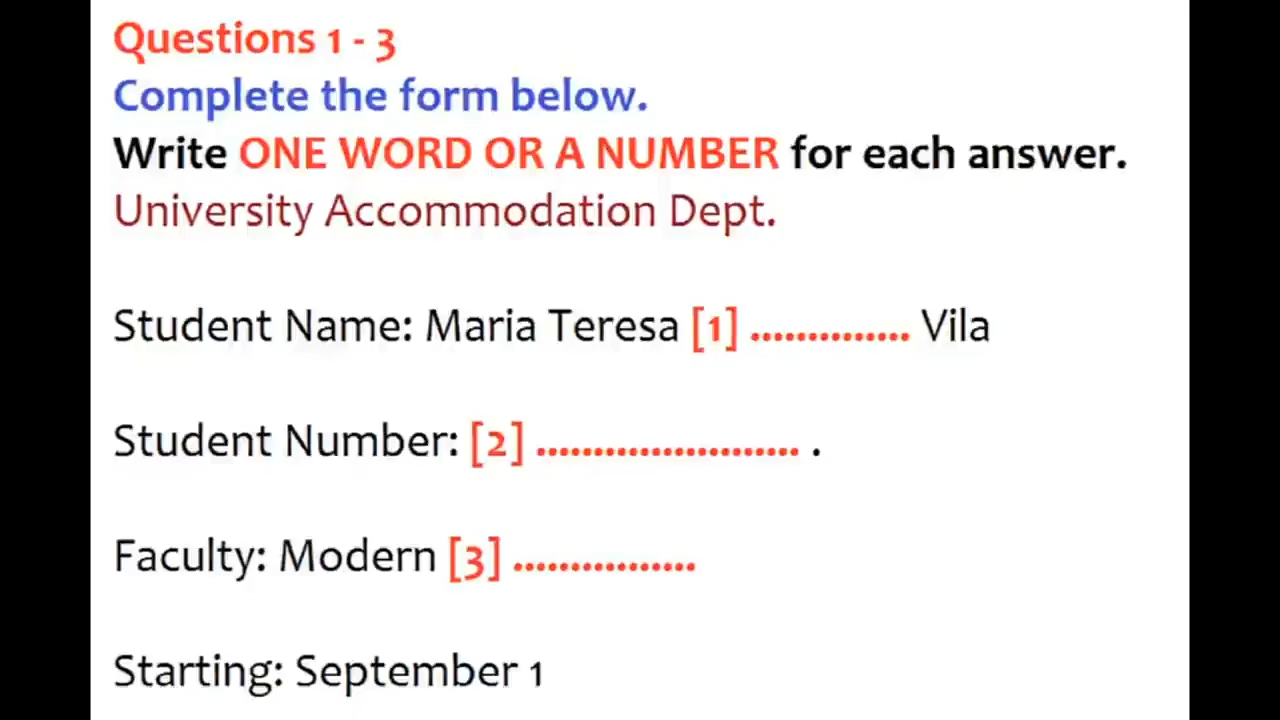 Questions 1 - 3
Complete the form below.
Write ONE WORD OR A NUMBER for each answer.
University Accommodation Dept.
Student Name: Maria Teresa [1] .............. Vila
Student Number: [2] ....................... .
Faculty: Modern [3] ................
Starting: September 1